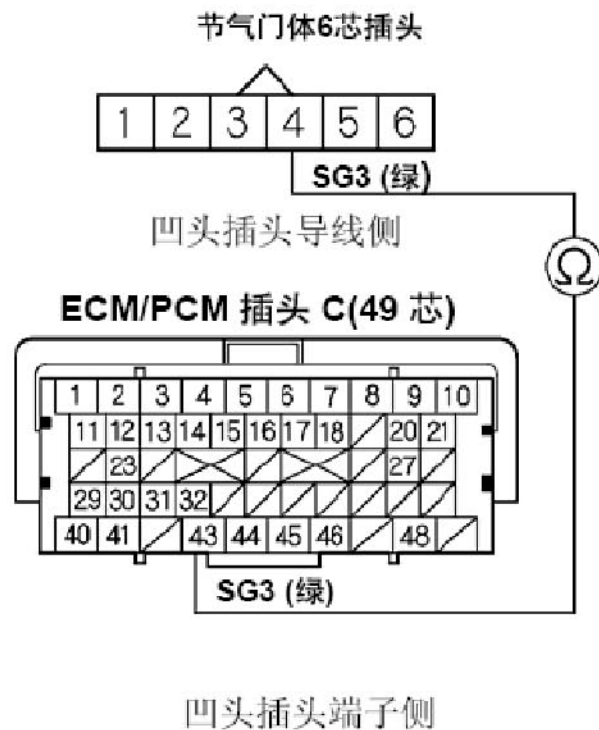 节气门体6芯插头
1 2 3 4 5 6
SG3 (绿)
凹头插头导线侧
Ω
ECM/PCM 插头 C(49 芯)
1 2 3 4 5 6 7 8 9 10
11 12 13 14 15 16 17 18 20 21
23 27
29 30 31 32
40 41 43 44 45 46 48
SG3 (绿)
凹头插头端子侧